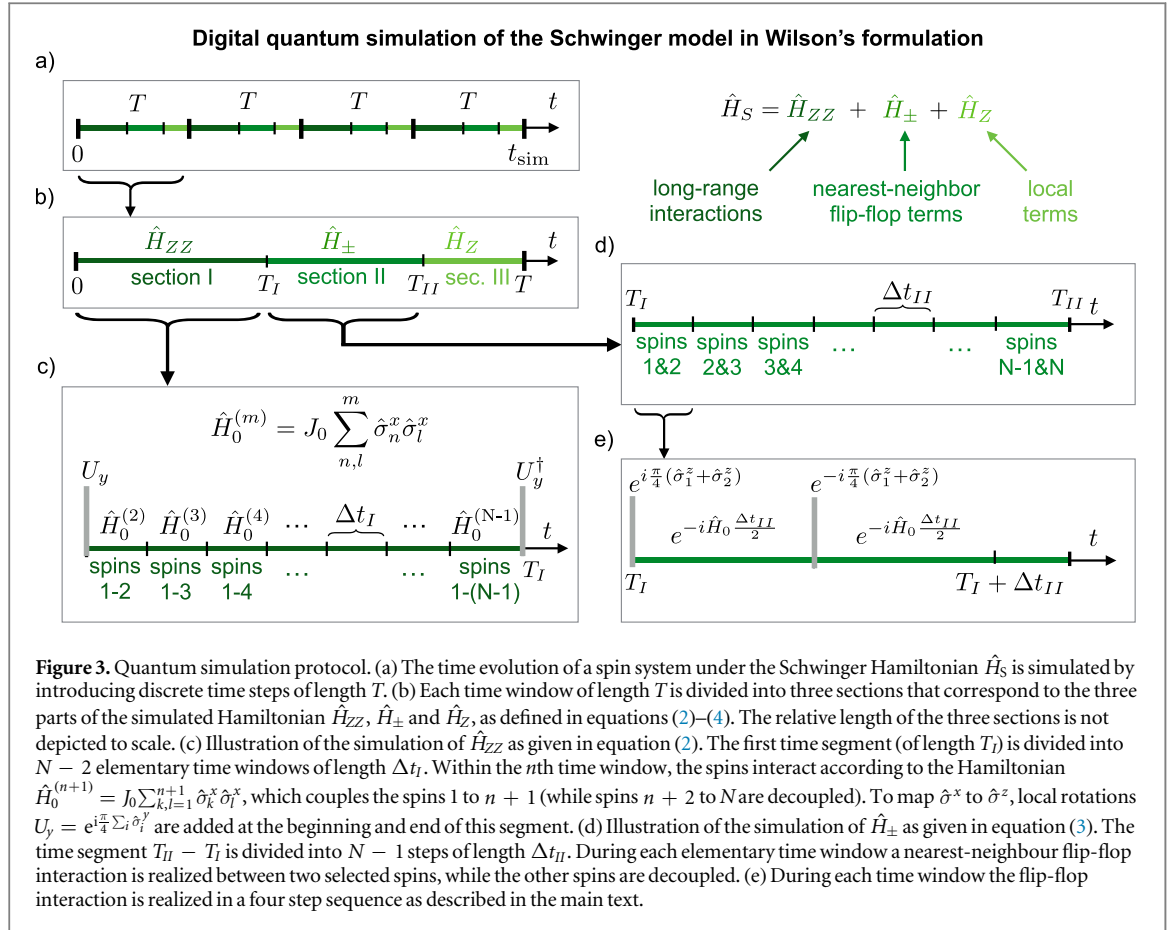 Digital quantum simulation of the Schwinger model in Wilson's formulation
a)
T T T T t
0 t_sim
Ĥ_S = Ĥ_ZZ + Ĥ_± + Ĥ_Z
long-range interactions
nearest-neighbor flip-flop terms
local terms
b)
Ĥ_ZZ Ĥ_± Ĥ_Z t
section I section II sec. III
0 T_I T_II T
c)
Ĥ_0^(m) = J_0 ∑_{n,l}^{m} σ̂_n^x σ̂_l^x
U_y U_y^†
Ĥ_0^(2) Ĥ_0^(3) Ĥ_0^(4) ... Δt_I ... Ĥ_0^(N-1) t
spins 1-2 spins 1-3 spins 1-4 ... ... spins 1-(N-1) T_I
d)
T_I Δt_II T_II t
spins 1&2 spins 2&3 spins 3&4 ... ... spins N-1&N
e)
e^{i π/4 (σ̂_1^z+σ̂_2^z)} e^{-i π/4 (σ̂_1^z+σ̂_2^z)}
e^{-iĤ_0 Δt_II/2} e^{-iĤ_0 Δt_II/2} t
T_I T_I + Δt_II
Figure 3. Quantum simulation protocol. (a) The time evolution of a spin system under the Schwinger Hamiltonian Ĥ_S is simulated by
introducing discrete time steps of length T. (b) Each time window of length T is divided into three sections that correspond to the three
parts of the simulated Hamiltonian Ĥ_ZZ, Ĥ_± and Ĥ_Z, as defined in equations (2)–(4). The relative length of the three sections is not
depicted to scale. (c) Illustration of the simulation of Ĥ_ZZ as given in equation (2). The first time segment (of length T_I) is divided into
N − 2 elementary time windows of length Δt_I. Within the nth time window, the spins interact according to the Hamiltonian
Ĥ_0^(n+1) = J_0 ∑_{k,l=1}^{n+1} σ̂_k^x σ̂_l^x, which couples the spins 1 to n + 1 (while spins n + 2 to N are decoupled). To map σ̂^x to σ̂^z, local rotations
U_y = e^{i π/4 ∑_i σ̂_i^y} are added at the beginning and end of this segment. (d) Illustration of the simulation of Ĥ_± as given in equation (3). The
time segment T_II − T_I is divided into N − 1 steps of length Δt_II. During each elementary time window a nearest-neighbour flip-flop
interaction is realized between two selected spins, while the other spins are decoupled. (e) During each time window the flip-flop
interaction is realized in a four step sequence as described in the main text.